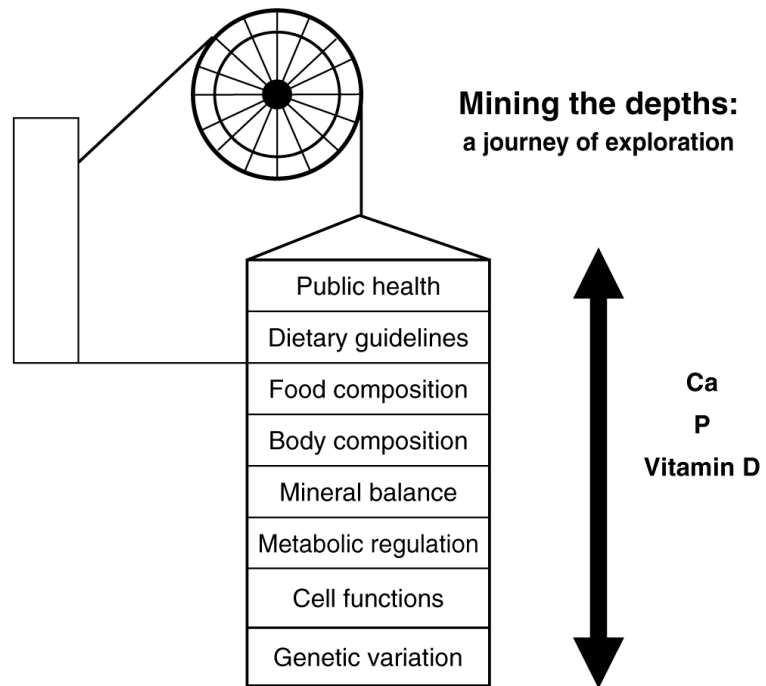 Mining the depths:
a journey of exploration
Public health
Dietary guidelines
Food composition
Body composition
Mineral balance
Metabolic regulation
Cell functions
Genetic variation
Ca
P
Vitamin D